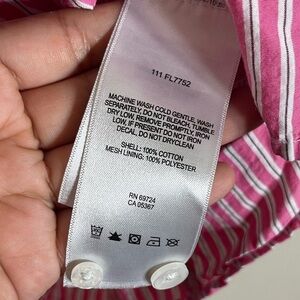 111 FL7752
MACHINE WASH COLD GENTLE, WASH
SEPARATELY, DO NOT BLEACH, TUMBLE
DRY LOW, REMOVE PROMPTLY, IRON
LOW. IF PRESENT DO NOT IRON
DECAL, DO NOT DRYCLEAN
SHELL: 100% COTTON
MESH LINING: 100% POLYESTER
RN 69724
CA 05367